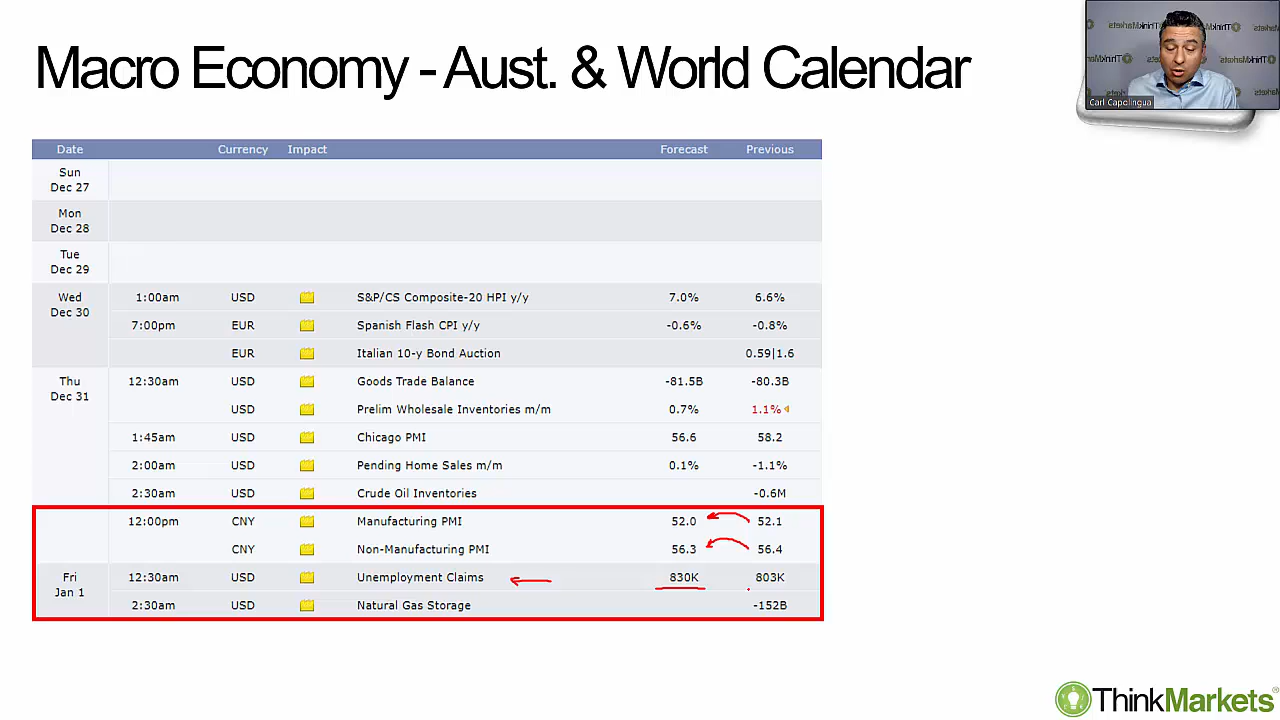 Macro Economy - Aust. & World Calendar
Carl Capolingua
Date Currency Impact Forecast Previous
Sun
Dec 27
Mon
Dec 28
Tue
Dec 29
Wed
Dec 30
1:00am USD S&P/CS Composite-20 HPI y/y 7.0% 6.6%
7:00pm EUR Spanish Flash CPI y/y -0.6% -0.8%
EUR Italian 10-y Bond Auction 0.59|1.6
Thu
Dec 31
12:30am USD Goods Trade Balance -81.5B -80.3B
USD Prelim Wholesale Inventories m/m 0.7% 1.1%
1:45am USD Chicago PMI 56.6 58.2
2:00am USD Pending Home Sales m/m 0.1% -1.1%
2:30am USD Crude Oil Inventories -0.6M
12:00pm CNY Manufacturing PMI 52.0 52.1
CNY Non-Manufacturing PMI 56.3 56.4
Fri
Jan 1
12:30am USD Unemployment Claims 830K 803K
2:30am USD Natural Gas Storage -152B
ThinkMarkets®